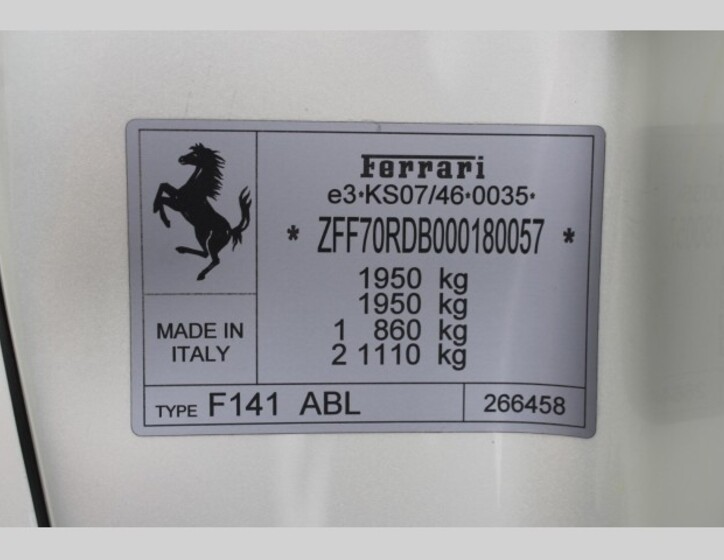 Ferrari
e3*KS07/46*0035*
* ZFF70RDB000180057 *
1950 kg
1950 kg
1 860 kg
2 1110 kg
MADE IN
ITALY
TYPE F141 ABL
266458